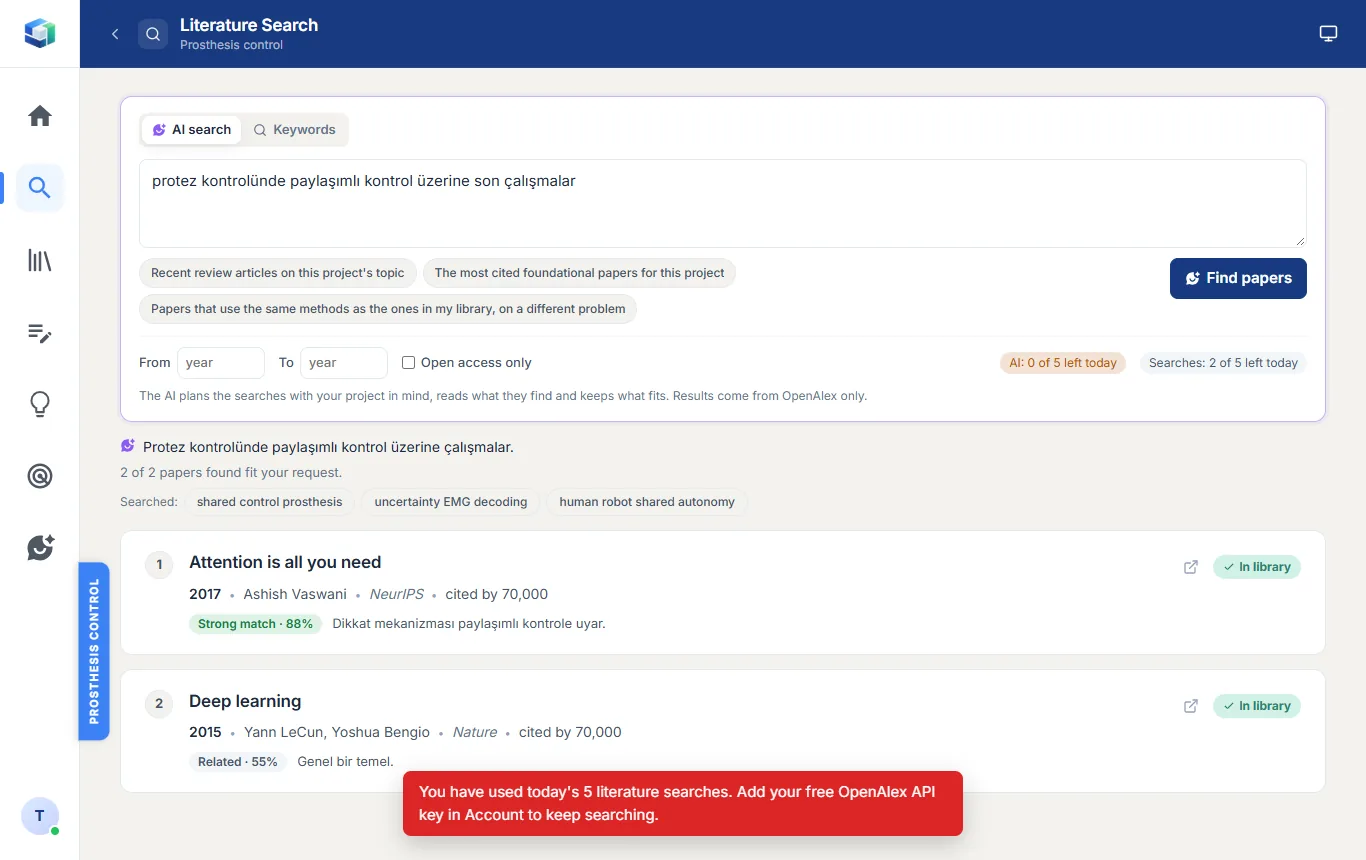 Literature Search
Prosthesis control
AI search
Keywords
protez kontrolünde paylaşımlı kontrol üzerine son çalışmalar
Recent review articles on this project's topic
The most cited foundational papers for this project
Find papers
Papers that use the same methods as the ones in my library, on a different problem
From year To year Open access only
AI: 0 of 5 left today
Searches: 2 of 5 left today
The AI plans the searches with your project in mind, reads what they find and keeps what fits. Results come from OpenAlex only.
Protez kontrolünde paylaşımlı kontrol üzerine çalışmalar.
2 of 2 papers found fit your request.
Searched: shared control prosthesis uncertainty EMG decoding human robot shared autonomy
1 Attention is all you need
In library
2017 • Ashish Vaswani • NeurIPS • cited by 70,000
Strong match · 88% Dikkat mekanizması paylaşımlı kontrole uyar.
PROSTHESIS CONTROL
2 Deep learning
In library
2015 • Yann LeCun, Yoshua Bengio • Nature • cited by 70,000
Related · 55% Genel bir temel.
You have used today's 5 literature searches. Add your free OpenAlex API
key in Account to keep searching.
T